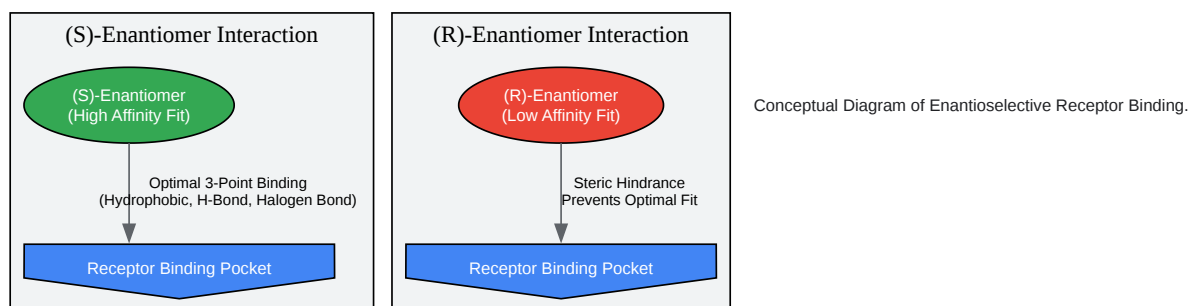 (S)-Enantiomer Interaction
(S)-Enantiomer
(High Affinity Fit)
Optimal 3-Point Binding
(Hydrophobic, H-Bond, Halogen Bond)
Receptor Binding Pocket
(R)-Enantiomer Interaction
(R)-Enantiomer
(Low Affinity Fit)
Steric Hindrance
Prevents Optimal Fit
Receptor Binding Pocket
Conceptual Diagram of Enantioselective Receptor Binding.